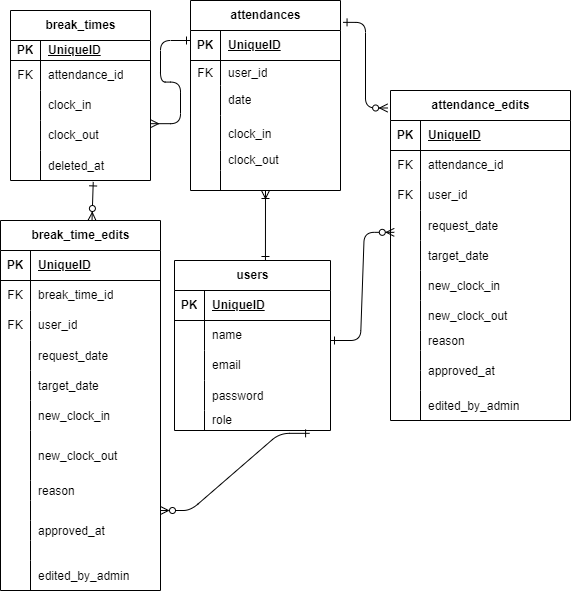 break_times
PK UniqueID
FK attendance_id
clock_in
clock_out
deleted_at
attendances
PK UniqueID
FK user_id
date
clock_in
clock_out
attendance_edits
PK UniqueID
FK attendance_id
FK user_id
request_date
target_date
new_clock_in
new_clock_out
reason
approved_at
edited_by_admin
break_time_edits
PK UniqueID
FK break_time_id
FK user_id
request_date
target_date
new_clock_in
new_clock_out
reason
approved_at
edited_by_admin
users
PK UniqueID
name
email
password
role